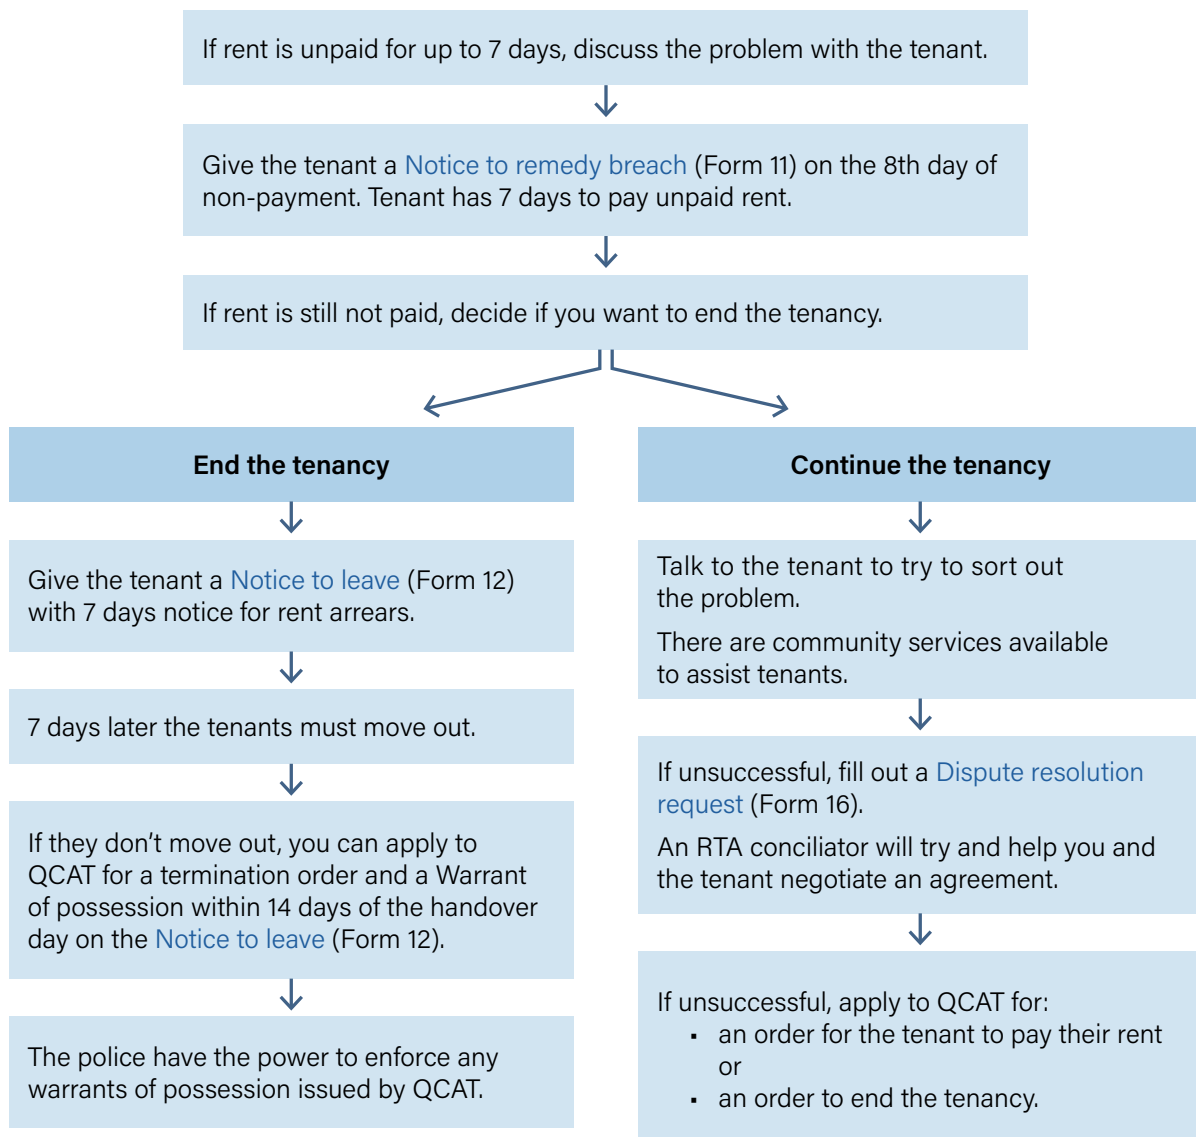 If rent is unpaid for up to 7 days, discuss the problem with the tenant.
Give the tenant a Notice to remedy breach (Form 11) on the 8th day of
non-payment. Tenant has 7 days to pay unpaid rent.
If rent is still not paid, decide if you want to end the tenancy.
End the tenancy
Give the tenant a Notice to leave (Form 12)
with 7 days notice for rent arrears.
7 days later the tenants must move out.
If they don’t move out, you can apply to
QCAT for a termination order and a Warrant
of possession within 14 days of the handover
day on the Notice to leave (Form 12).
The police have the power to enforce any
warrants of possession issued by QCAT.
Continue the tenancy
Talk to the tenant to try to sort out
the problem.
There are community services available
to assist tenants.
If unsuccessful, fill out a Dispute resolution
request (Form 16).
An RTA conciliator will try and help you and
the tenant negotiate an agreement.
If unsuccessful, apply to QCAT for:
▪ an order for the tenant to pay their rent
or
▪ an order to end the tenancy.